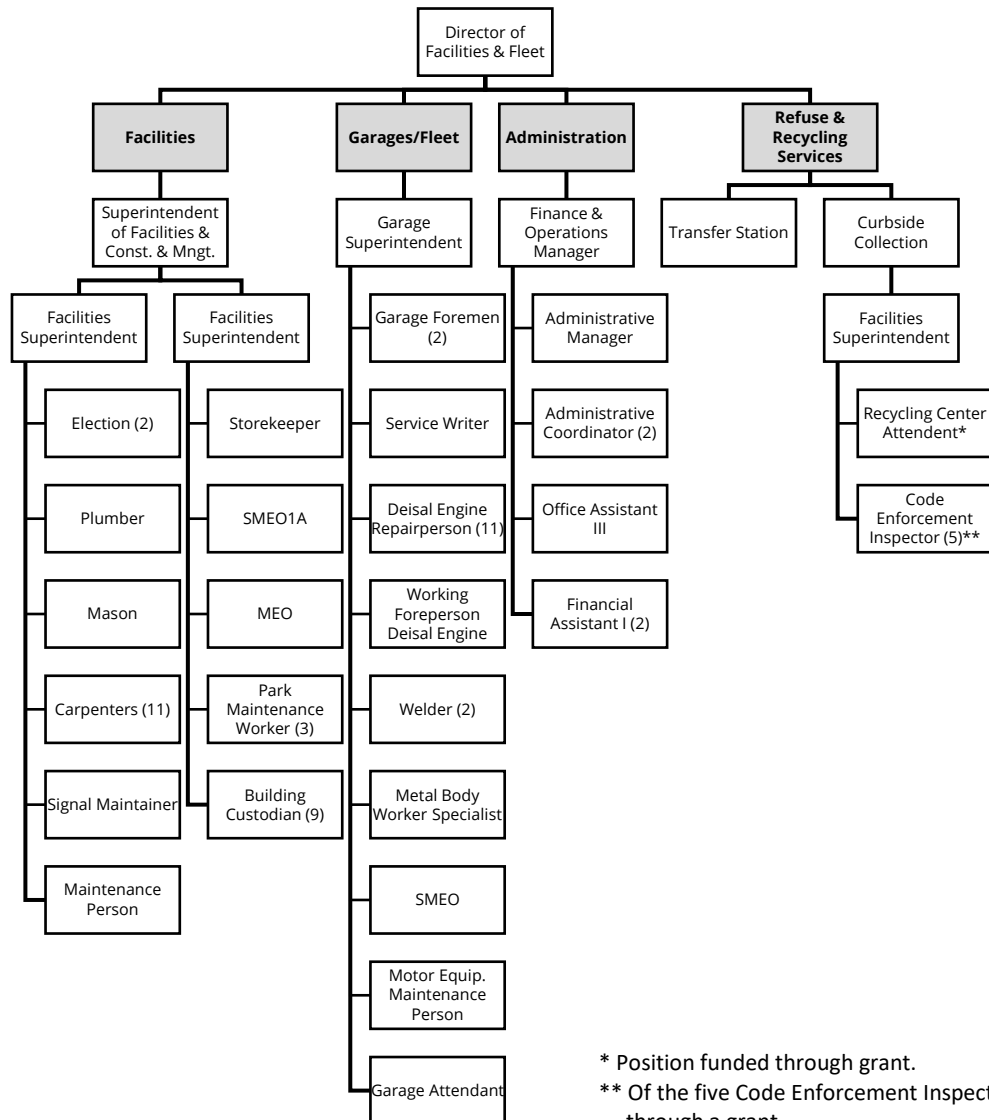 Director of
Facilities & Fleet
Facilities
Garages/Fleet
Administration
Refuse &
Recycling
Services
Superintendent
of Facilities &
Const. & Mngt.
Garage
Superintendent
Finance &
Operations
Manager
Transfer Station
Curbside
Collection
Facilities
Superintendent
Facilities
Superintendent
Garage Foremen
(2)
Administrative
Manager
Facilities
Superintendent
Election (2)
Storekeeper
Service Writer
Administrative
Coordinator (2)
Recycling Center
Attendent*
Plumber
SMEO1A
Deisal Engine
Repairperson (11)
Office Assistant
III
Code
Enforcement
Inspector (5)**
Mason
MEO
Working
Foreperson
Deisal Engine
Financial
Assistant I (2)
Carpenters (11)
Park
Maintenance
Worker (3)
Welder (2)
Signal Maintainer
Building
Custodian (9)
Metal Body
Worker Specialist
Maintenance
Person
SMEO
Motor Equip.
Maintenance
Person
Garage Attendant
* Position funded through grant.
** Of the five Code Enforcement